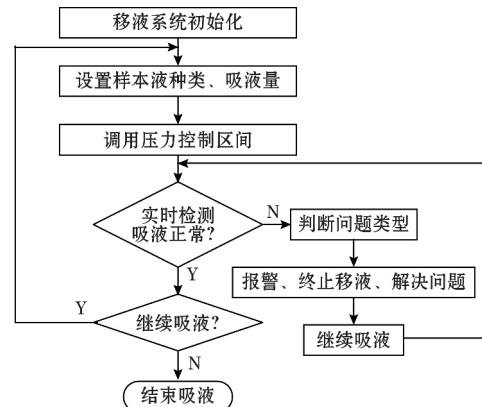 移液系统初始化
设置样本液种类、吸液量
调用压力控制区间
实时检测
吸液正常?
N
判断问题类型
Y
报警、终止移液、解决问题
Y
继续吸液?
继续吸液
N
结束吸液